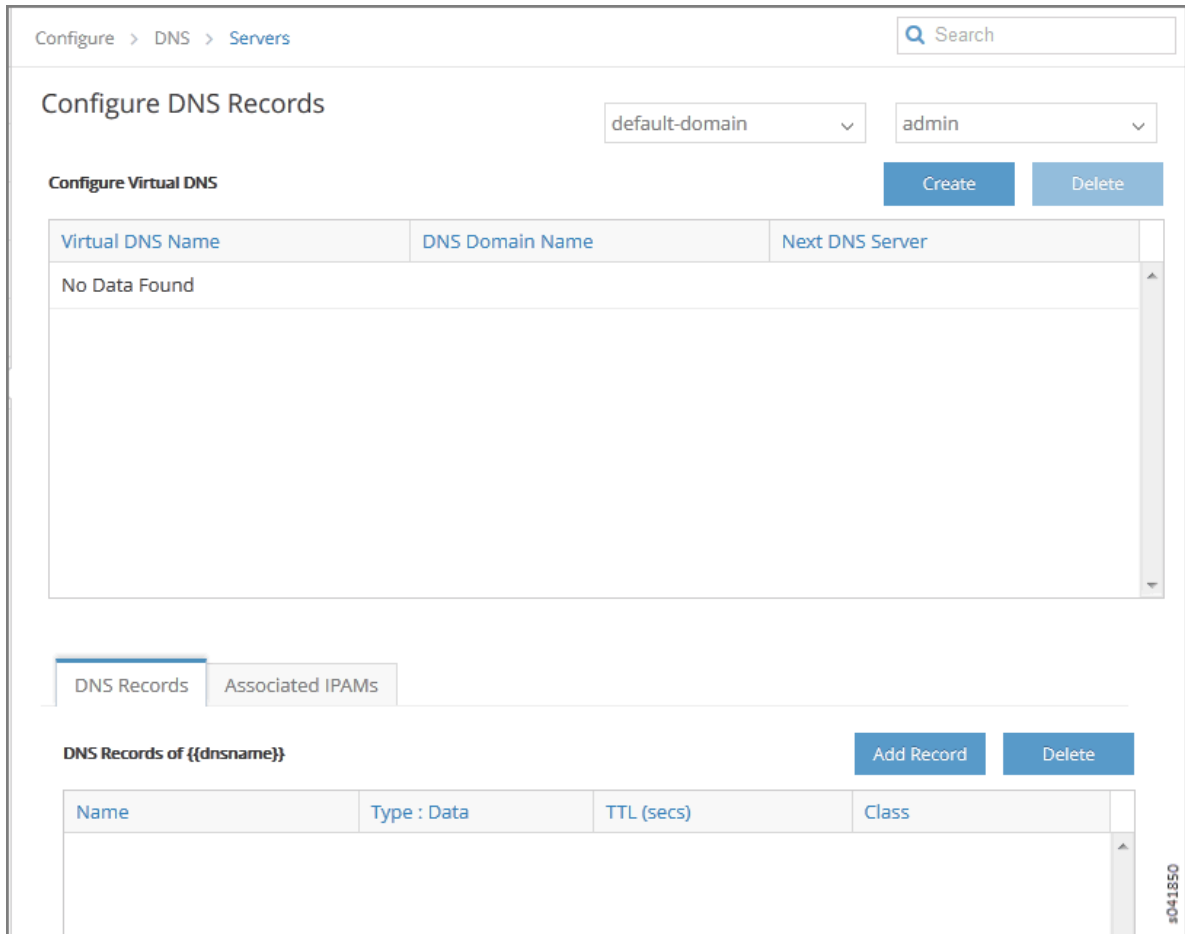 Configure > DNS > Servers
Search
Configure DNS Records
default-domain
admin
Configure Virtual DNS
Create
Delete
Virtual DNS Name
DNS Domain Name
Next DNS Server
No Data Found
DNS Records
Associated IPAMs
DNS Records of {{dnsname}}
Add Record
Delete
Name
Type : Data
TTL (secs)
Class
s041850